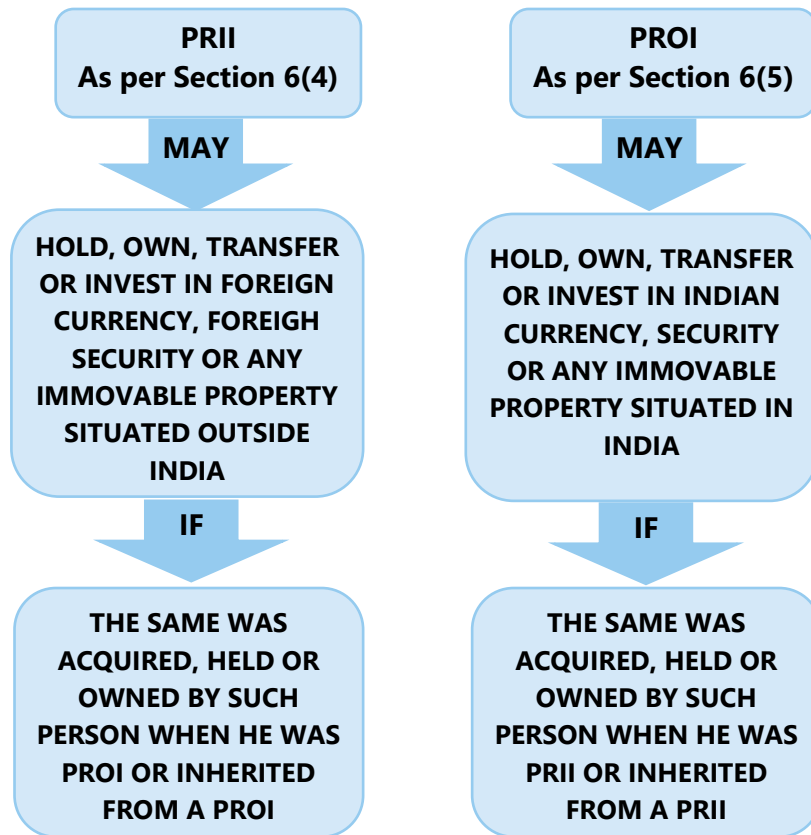 PRII
As per Section 6(4)
MAY
HOLD, OWN, TRANSFER
OR INVEST IN FOREIGN
CURRENCY, FOREIGH
SECURITY OR ANY
IMMOVABLE PROPERTY
SITUATED OUTSIDE
INDIA
IF
THE SAME WAS
ACQUIRED, HELD OR
OWNED BY SUCH
PERSON WHEN HE WAS
PROI OR INHERITED
FROM A PROI
PROI
As per Section 6(5)
MAY
HOLD, OWN, TRANSFER
OR INVEST IN INDIAN
CURRENCY, SECURITY
OR ANY IMMOVABLE
PROPERTY SITUATED IN
INDIA
IF
THE SAME WAS
ACQUIRED, HELD OR
OWNED BY SUCH
PERSON WHEN HE WAS
PRII OR INHERITED
FROM A PRII